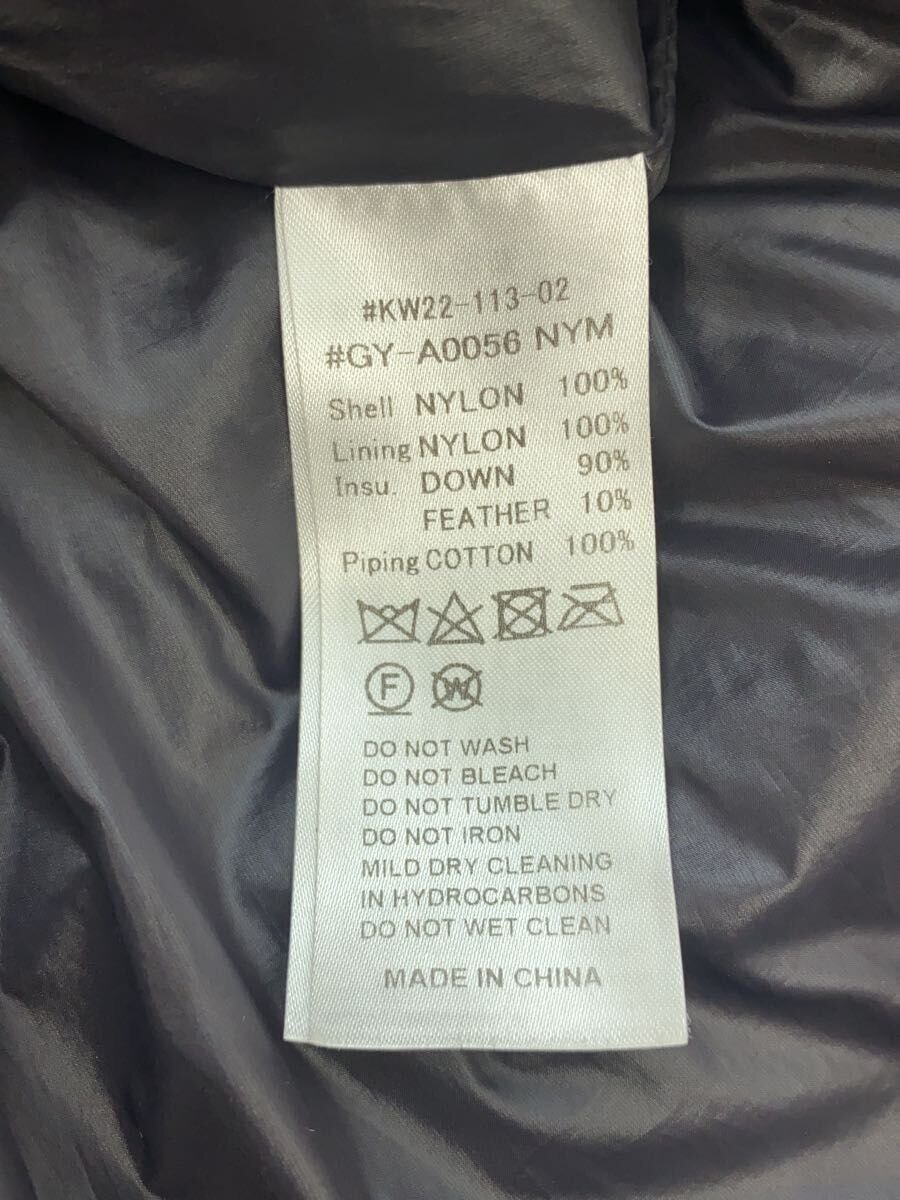 #KW22-113-02
#GY-A0056 NYM
Shell NYLON 100%
Lining NYLON 100%
Insu. DOWN 90%
FEATHER 10%
Piping COTTON 100%
F W
DO NOT WASH
DO NOT BLEACH
DO NOT TUMBLE DRY
DO NOT IRON
MILD DRY CLEANING
IN HYDROCARBONS
DO NOT WET CLEAN
MADE IN CHINA